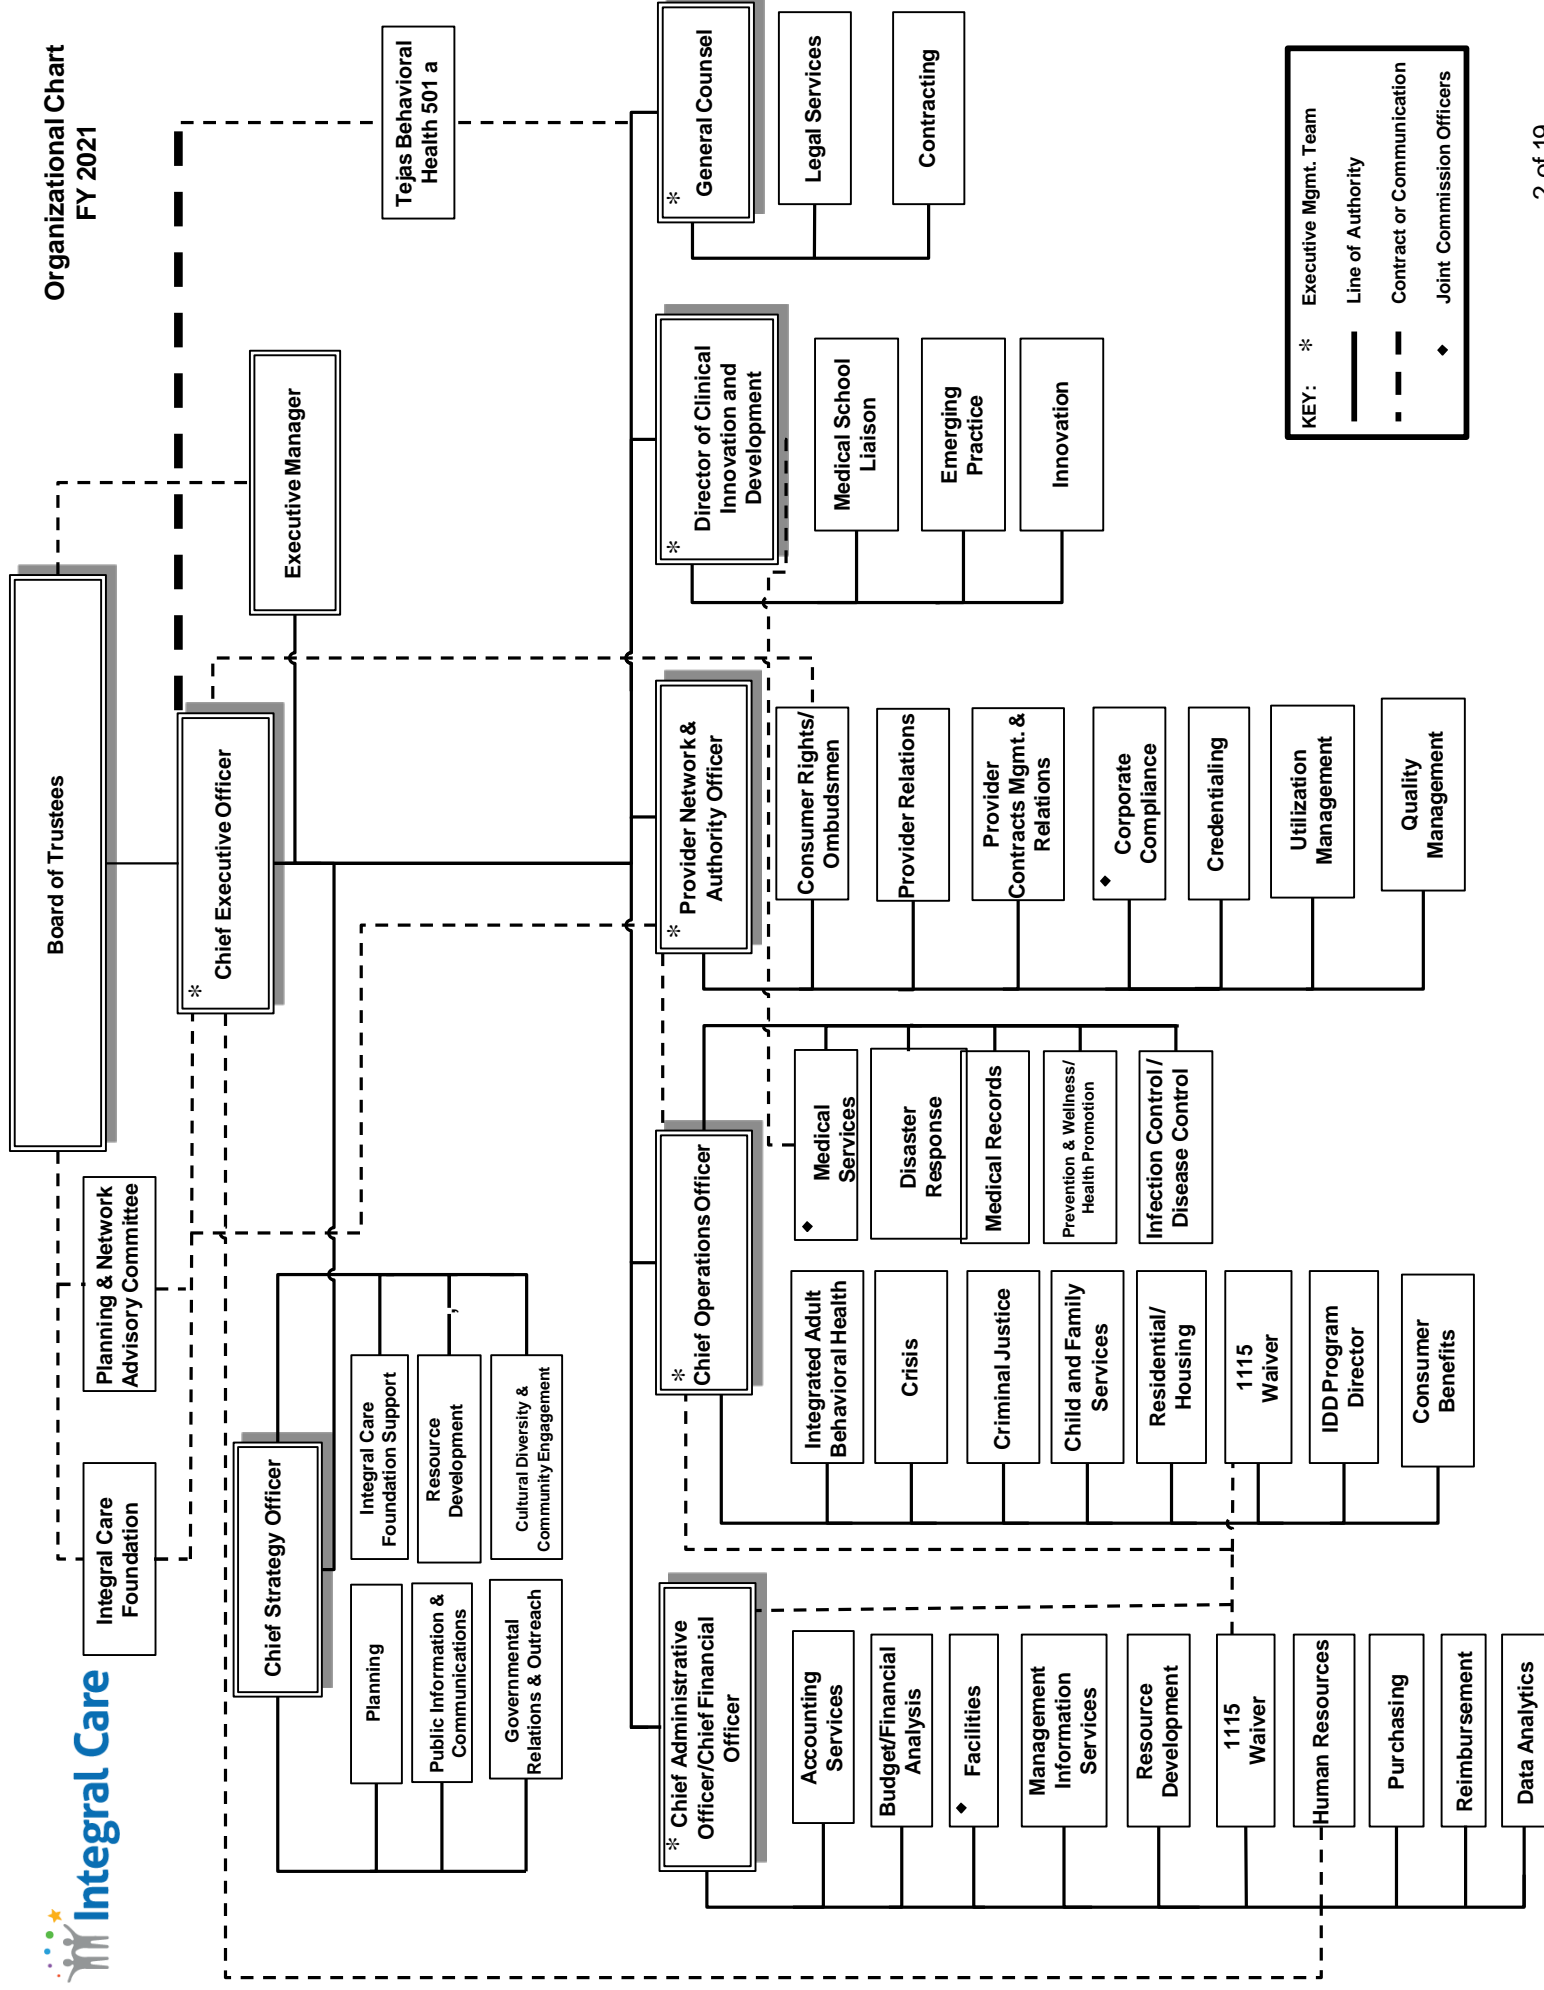 Integral Care
Organizational Chart
FY 2021
Board of Trustees
Integral Care
Foundation
Planning & Network
Advisory Committee
*
Chief Executive Officer
Executive Manager
Chief Strategy Officer
Planning
Public Information &
Communications
Governmental
Relations & Outreach
Integral Care
Foundation Support
Resource
Development
,
Cultural Diversity &
Community Engagement
Tejas Behavioral
Health 501 a
* Chief Administrative
Officer/Chief Financial
Officer
Accounting
Services
Budget/Financial
Analysis
◆ Facilities
Management
Information
Services
Resource
Development
1115
Waiver
Human Resources
Purchasing
Reimbursement
Data Analytics
*
Chief Operations Officer
Integrated Adult
Behavioral Health
Crisis
Criminal Justice
Child and Family
Services
Residential/
Housing
1115
Waiver
IDD Program
Director
Consumer
Benefits
◆ Medical
Services
Disaster
Response
Medical Records
Prevention & Wellness/
Health Promotion
Infection Control /
Disease Control
* Provider Network &
Authority Officer
Consumer Rights/
Ombudsmen
Provider Relations
Provider
Contracts Mgmt. &
Relations
◆ Corporate
Compliance
Credentialing
Utilization
Management
Quality
Management
*
Director of Clinical
Innovation and
Development
Medical School
Liaison
Emerging
Practice
Innovation
*
General Counsel
Legal Services
Contracting
KEY: * Executive Mgmt. Team
Line of Authority
Contract or Communication
◆ Joint Commission Officers
2 of 19